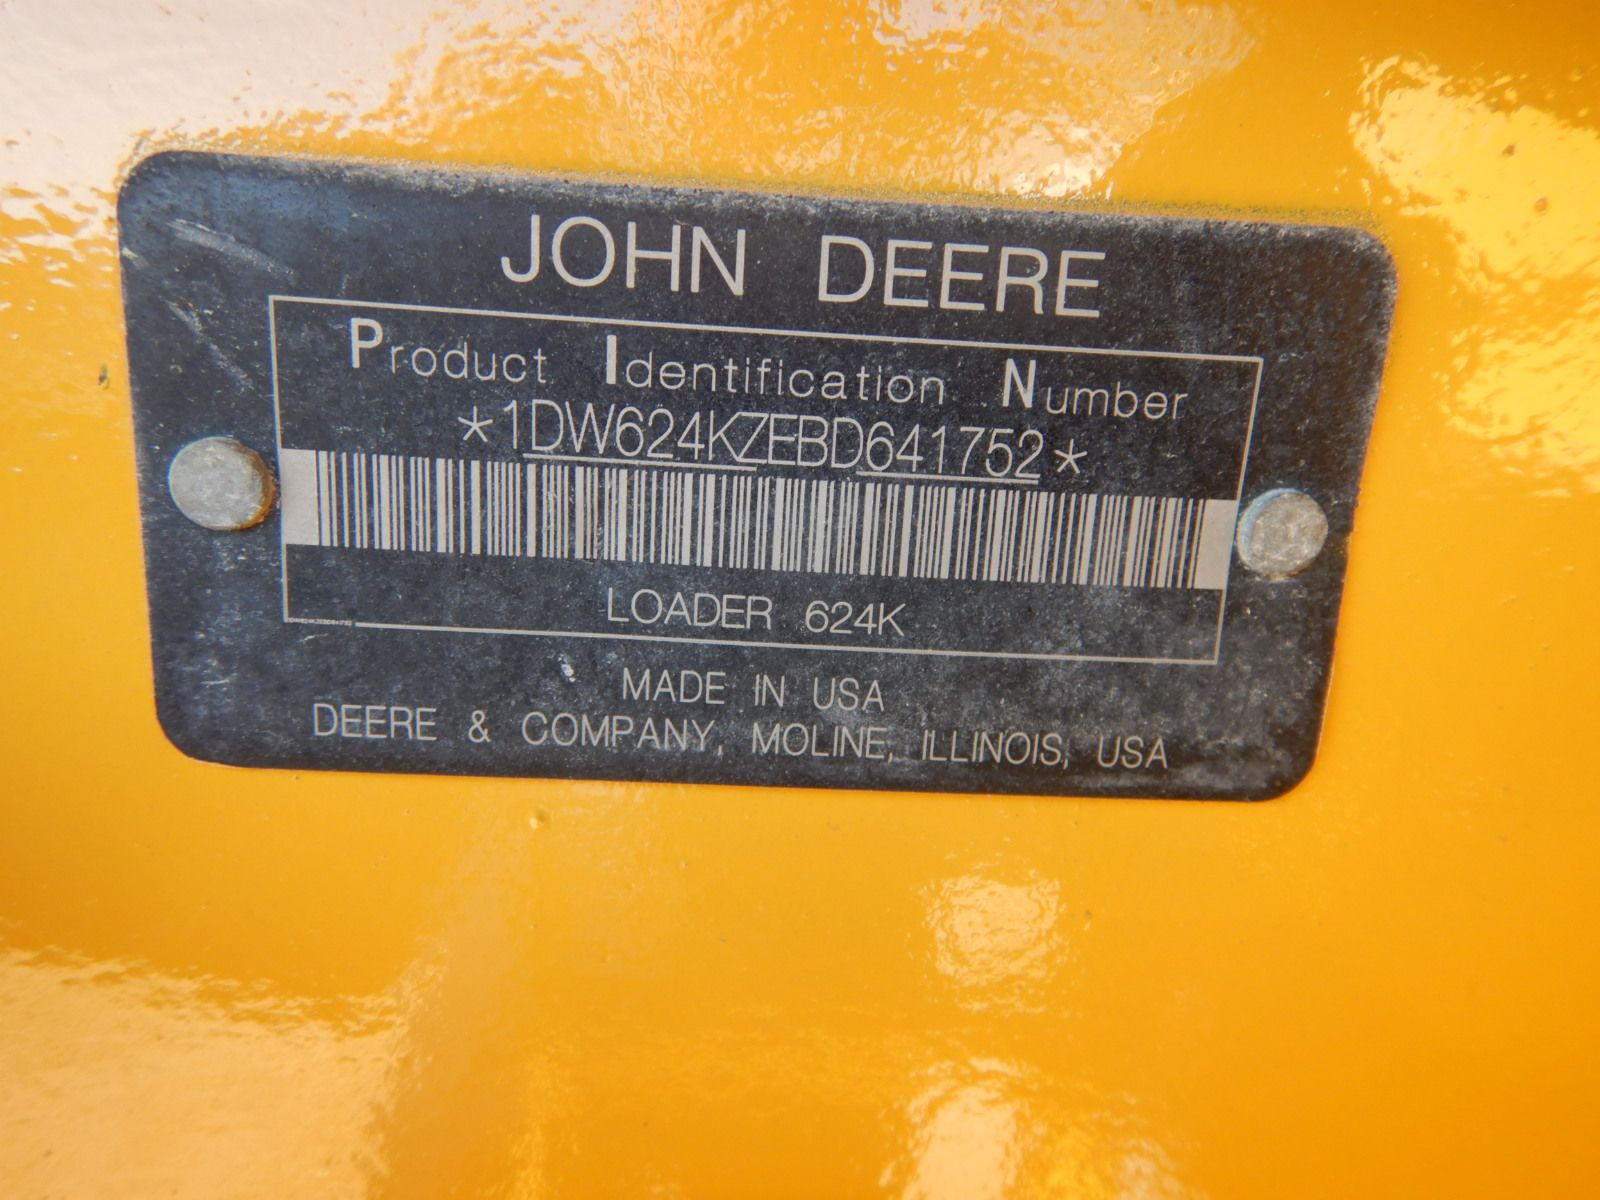 JOHN DEERE
Product Identification Number
*1DW624KZEBD641752*
LOADER 624K
MADE IN USA
DEERE & COMPANY, MOLINE, ILLINOIS, USA